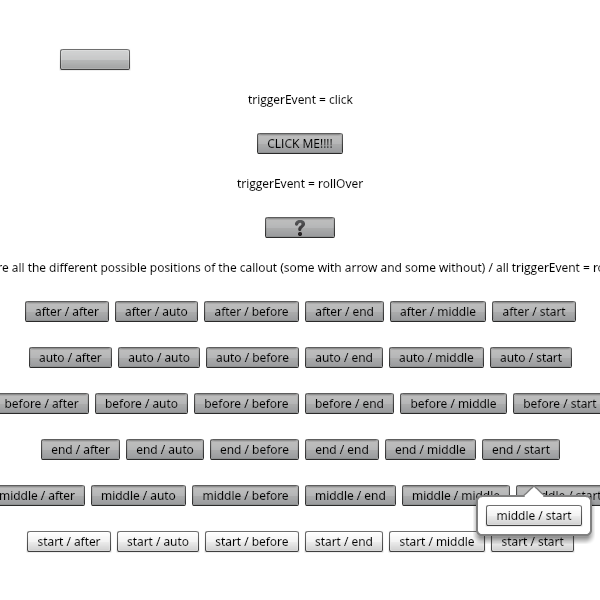 triggerEvent = click
CLICK ME!!!!
triggerEvent = rollOver
?
all the different possible positions of the callout (some with arrow and some without) / all triggerEvent =
after / after after / auto after / before after / end after / middle after / start
auto / after auto / auto auto / before auto / end auto / middle auto / start
before / after before / auto before / before before / end before / middle before / start
end / after end / auto end / before end / end end / middle end / start
middle / after middle / auto middle / before middle / end middle / middle
middle / start
start / after start / auto start / before start / end start / middle start / start